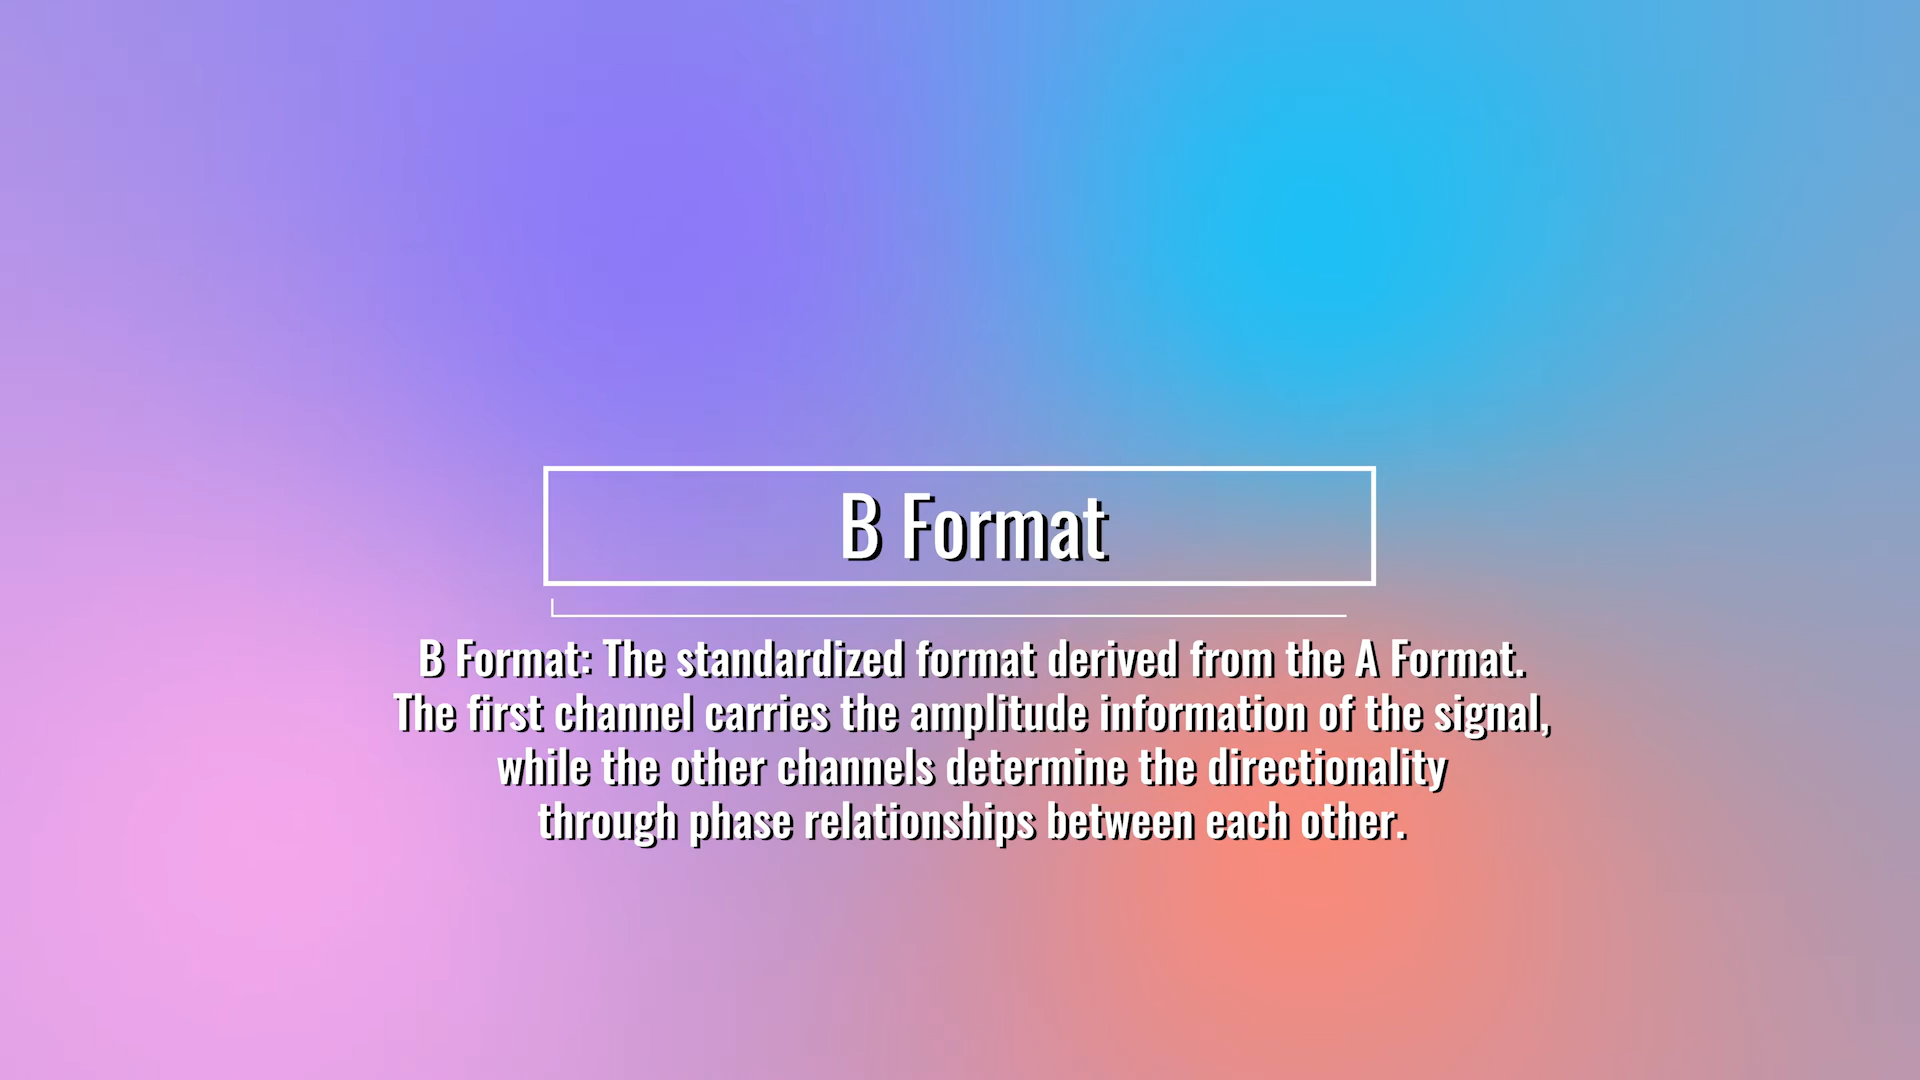 B Format
B Format: The standardized format derived from the A Format.
The first channel carries the amplitude information of the signal,
while the other channels determine the directionality
through phase relationships between each other.